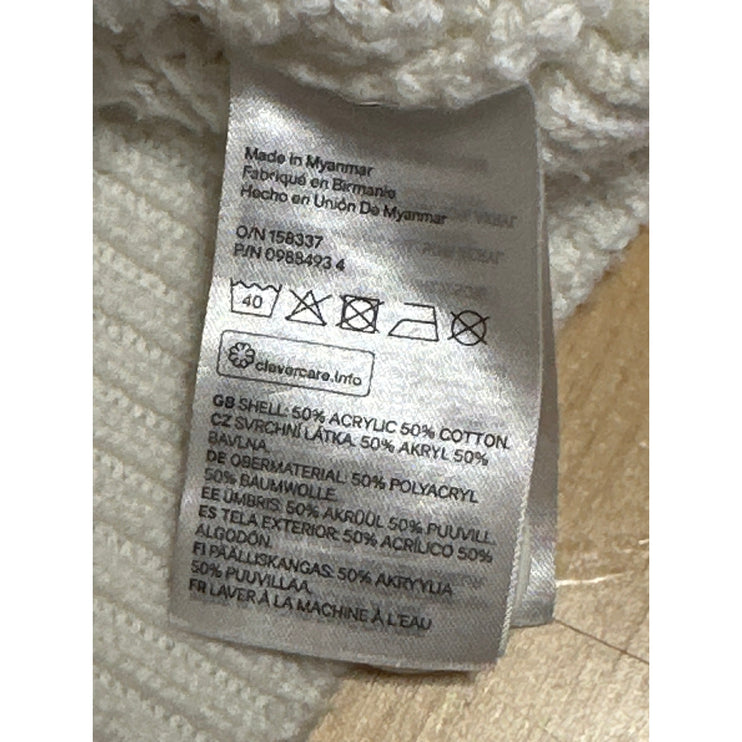 Made in Myanmar
Fabriqué en Birmanie
Hecho en Unión De Myanmar
O/N 158337
P/N 0988493 4
40
clevercare.info
GB SHELL: 50% ACRYLIC 50% COTTON.
CZ SVRCHNÍ LÁTKA: 50% AKRYL 50%
BAVLNA.
DE OBERMATERIAL: 50% POLYACRYL
50% BAUMWOLLE.
EE ÜMBRIS: 50% AKRÜÜL 50% PUUVILL.
ES TELA EXTERIOR: 50% ACRÍLICO 50%
ALGODÓN.
FI PÄÄLLISKANGAS: 50% AKRYYLIA
50% PUUVILLAA.
FR LAVER À LA MACHINE À L'EAU